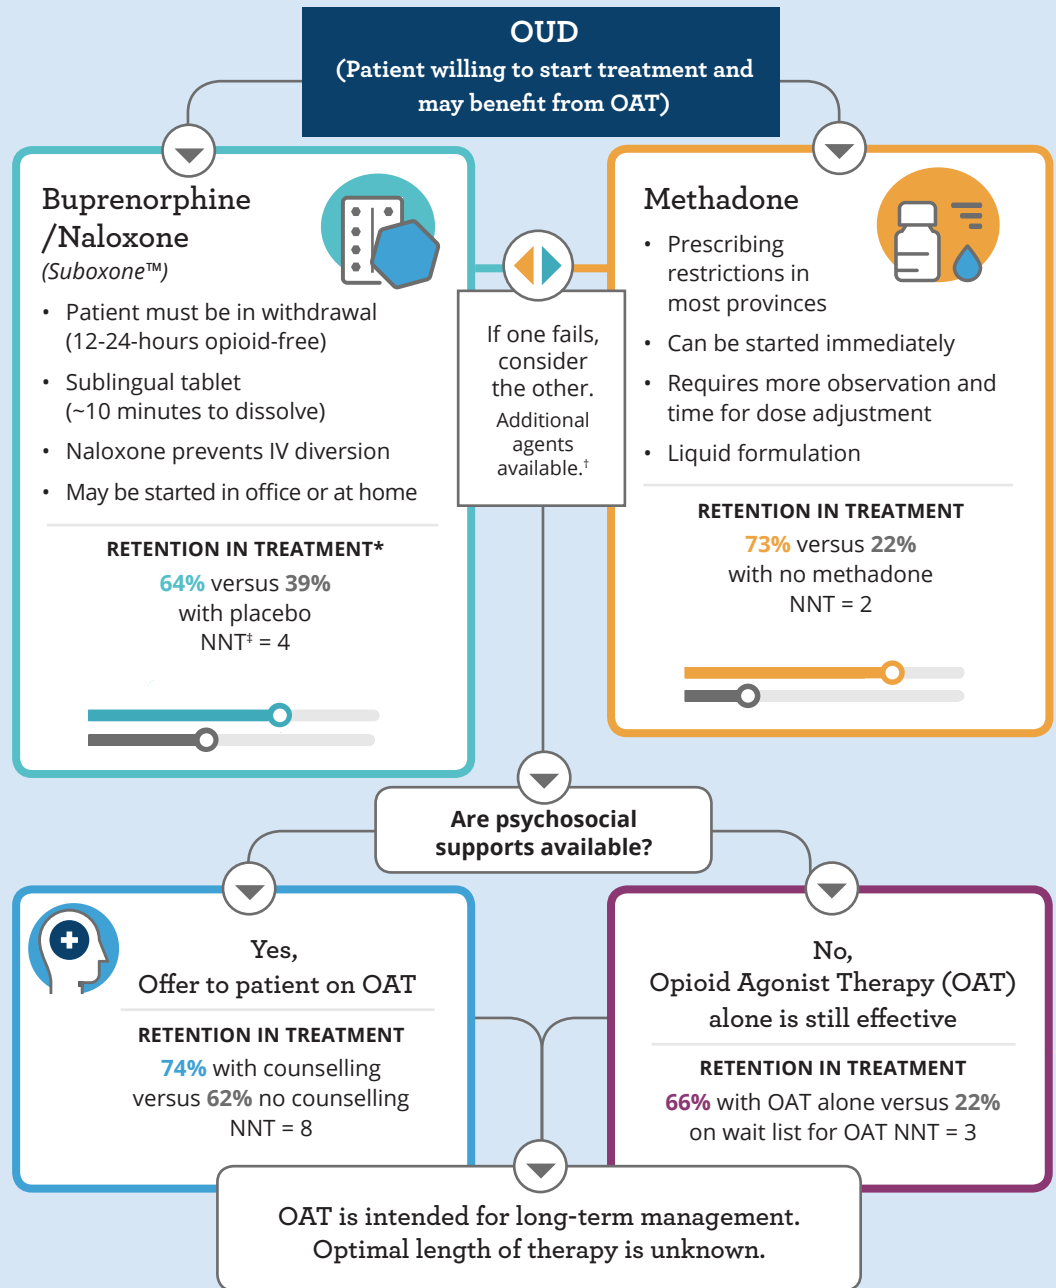 OUD
(Patient willing to start treatment and
may benefit from OAT)
Buprenorphine
/Naloxone
(Suboxone™)
• Patient must be in withdrawal
(12-24-hours opioid-free)
• Sublingual tablet
(~10 minutes to dissolve)
• Naloxone prevents IV diversion
• May be started in office or at home
RETENTION IN TREATMENT*
64% versus 39%
with placebo
NNT‡ = 4
If one fails,
consider
the other.
Additional
agents
available.†
Methadone
• Prescribing
restrictions in
most provinces
• Can be started immediately
• Requires more observation and
time for dose adjustment
• Liquid formulation
RETENTION IN TREATMENT
73% versus 22%
with no methadone
NNT = 2
Are psychosocial
supports available?
Yes,
Offer to patient on OAT
RETENTION IN TREATMENT
74% with counselling
versus 62% no counselling
NNT = 8
No,
Opioid Agonist Therapy (OAT)
alone is still effective
RETENTION IN TREATMENT
66% with OAT alone versus 22%
on wait list for OAT NNT = 3
OAT is intended for long-term management.
Optimal length of therapy is unknown.